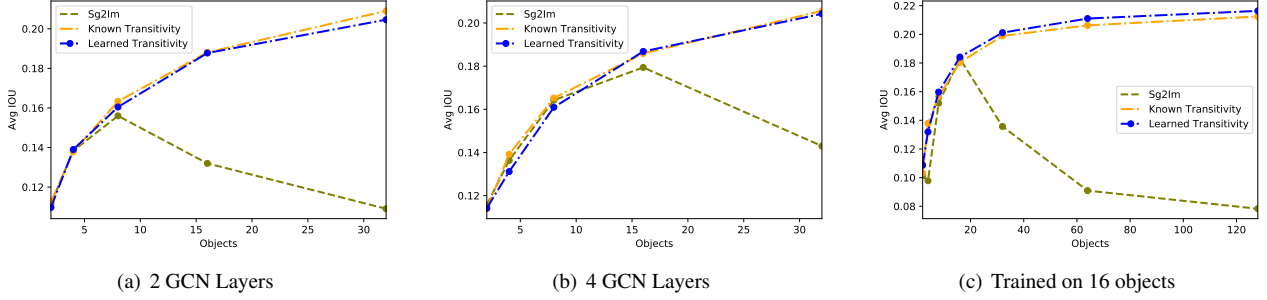 Avg IOU
0.20
0.18
0.16
0.14
0.12
5
10
15
20
25
30
Objects
Sg2Im
Known Transitivity
Learned Transitivity
(a) 2 GCN Layers
Avg IOU
0.20
0.18
0.16
0.14
0.12
5
10
15
20
25
30
Objects
Sg2Im
Known Transitivity
Learned Transitivity
(b) 4 GCN Layers
Avg IOU
0.22
0.20
0.18
0.16
0.14
0.12
0.10
0.08
20
40
60
80
100
120
Objects
Sg2Im
Known Transitivity
Learned Transitivity
(c) Trained on 16 objects